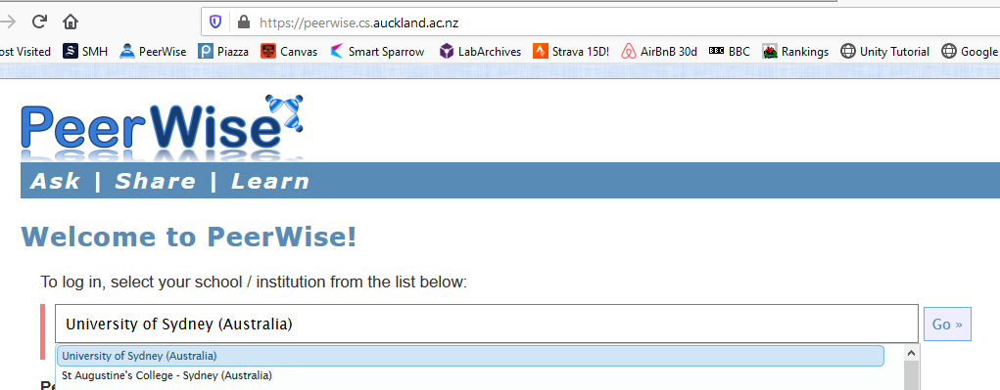 https://peerwise.cs.auckland.ac.nz
ost Visited SMH PeerWise Piazza Canvas Smart Sparrow LabArchives Strava 15D! AirBnB 30d BBC BBC Rankings Unity Tutorial Google
PeerWise
Ask | Share | Learn
Welcome to PeerWise!
To log in, select your school / institution from the list below:
University of Sydney (Australia) Go »
University of Sydney (Australia)
St Augustine's College - Sydney (Australia)